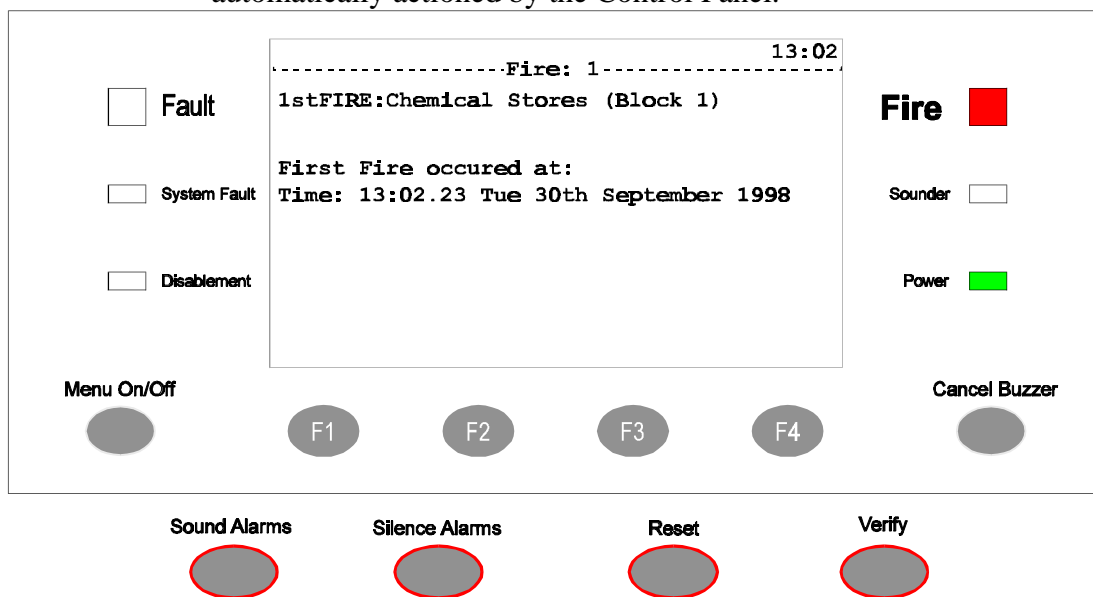 automatically actioned by the Control Panel.
13:02
Fire: 1
Fault
1stFIRE:Chemical Stores (Block 1)
Fire
First Fire occured at:
System Fault
Time: 13:02.23 Tue 30th September 1998
Sounder
Disablement
Power
Menu On/Off
Cancel Buzzer
F1
F2
F3
F4
Sound Alarms
Silence Alarms
Reset
Verify